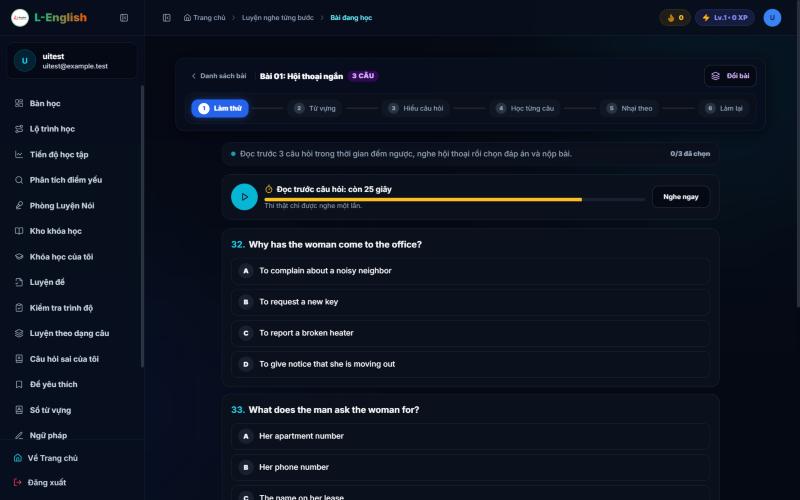 L-English
Trang chủ
Luyện nghe từng bước
Bài đang học
0
Lv.1 • 0 XP
U
U
uitest
uitest@example.test
Bàn học
Lộ trình học
Tiến độ học tập
Phân tích điểm yếu
Phòng Luyện Nói
Kho khóa học
Khóa học của tôi
Luyện đề
Kiểm tra trình độ
Luyện theo dạng câu
Câu hỏi sai của tôi
Đề yêu thích
Sổ từ vựng
Ngữ pháp
Về Trang chủ
Đăng xuất
Danh sách bài
Bài 01: Hội thoại ngắn
3 CÂU
Đổi bài
1 Làm thử
2 Từ vựng
3 Hiểu câu hỏi
4 Học từng câu
5 Nhại theo
6 Làm lại
Đọc trước 3 câu hỏi trong thời gian đếm ngược, nghe hội thoại rồi chọn đáp án và nộp bài.
0/3 đã chọn
Đọc trước câu hỏi: còn 25 giây
Thi thật chỉ được nghe một lần.
Nghe ngay
32. Why has the woman come to the office?
A To complain about a noisy neighbor
B To request a new key
C To report a broken heater
D To give notice that she is moving out
33. What does the man ask the woman for?
A Her apartment number
B Her phone number
C The name on her lease